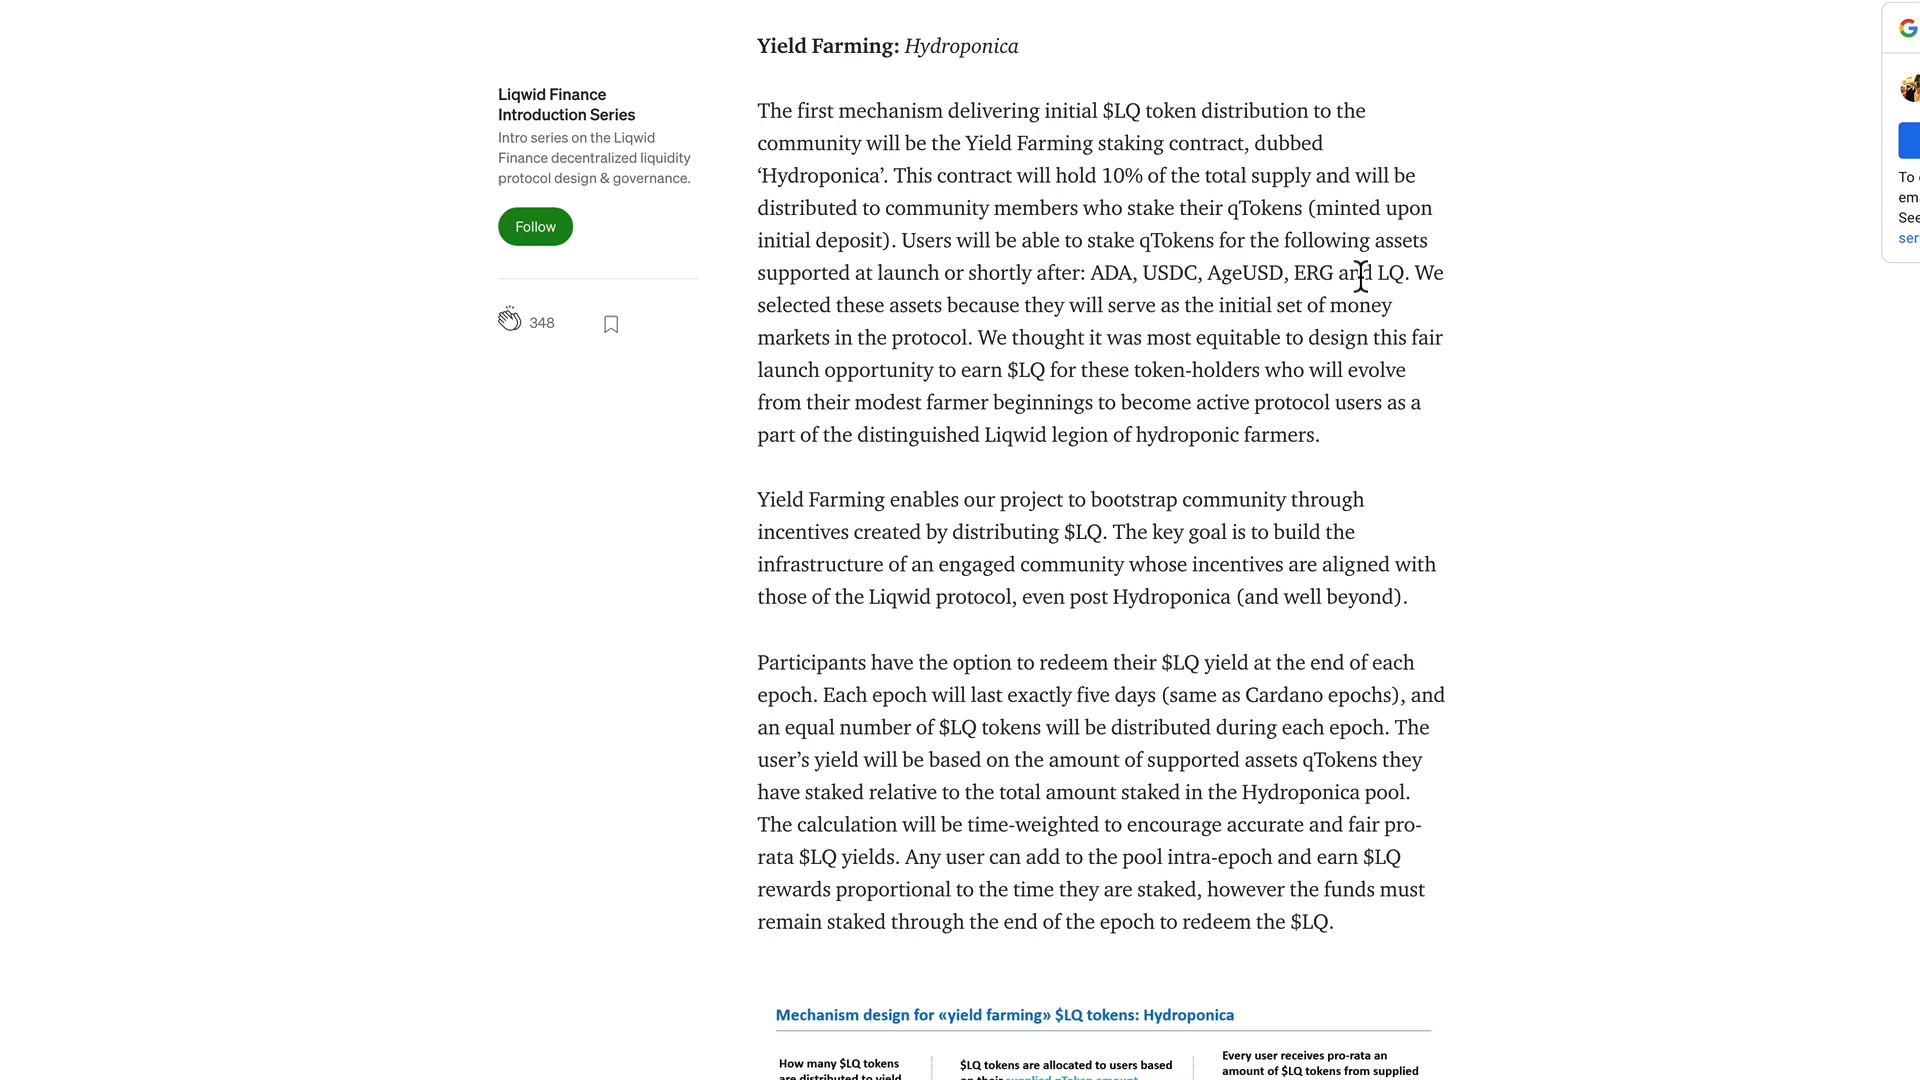 Yield Farming: Hydroponica
Liqwid Finance
Introduction Series
Intro series on the Liqwid
Finance decentralized liquidity
protocol design & governance.
Follow
348
The first mechanism delivering initial $LQ token distribution to the
community will be the Yield Farming staking contract, dubbed
‘Hydroponica’. This contract will hold 10% of the total supply and will be
distributed to community members who stake their qTokens (minted upon
initial deposit). Users will be able to stake qTokens for the following assets
supported at launch or shortly after: ADA, USDC, AgeUSD, ERG and LQ. We
selected these assets because they will serve as the initial set of money
markets in the protocol. We thought it was most equitable to design this fair
launch opportunity to earn $LQ for these token-holders who will evolve
from their modest farmer beginnings to become active protocol users as a
part of the distinguished Liqwid legion of hydroponic farmers.
Yield Farming enables our project to bootstrap community through
incentives created by distributing $LQ. The key goal is to build the
infrastructure of an engaged community whose incentives are aligned with
those of the Liqwid protocol, even post Hydroponica (and well beyond).
Participants have the option to redeem their $LQ yield at the end of each
epoch. Each epoch will last exactly five days (same as Cardano epochs), and
an equal number of $LQ tokens will be distributed during each epoch. The
user’s yield will be based on the amount of supported assets qTokens they
have staked relative to the total amount staked in the Hydroponica pool.
The calculation will be time-weighted to encourage accurate and fair pro-
rata $LQ yields. Any user can add to the pool intra-epoch and earn $LQ
rewards proportional to the time they are staked, however the funds must
remain staked through the end of the epoch to redeem the $LQ.
Mechanism design for «yield farming» $LQ tokens: Hydroponica
How many $LQ tokens
are distributed to yield
$LQ tokens are allocated to users based
on their supplied qToken amount
Every user receives pro-rata an
amount of $LQ tokens from supplied
To
See